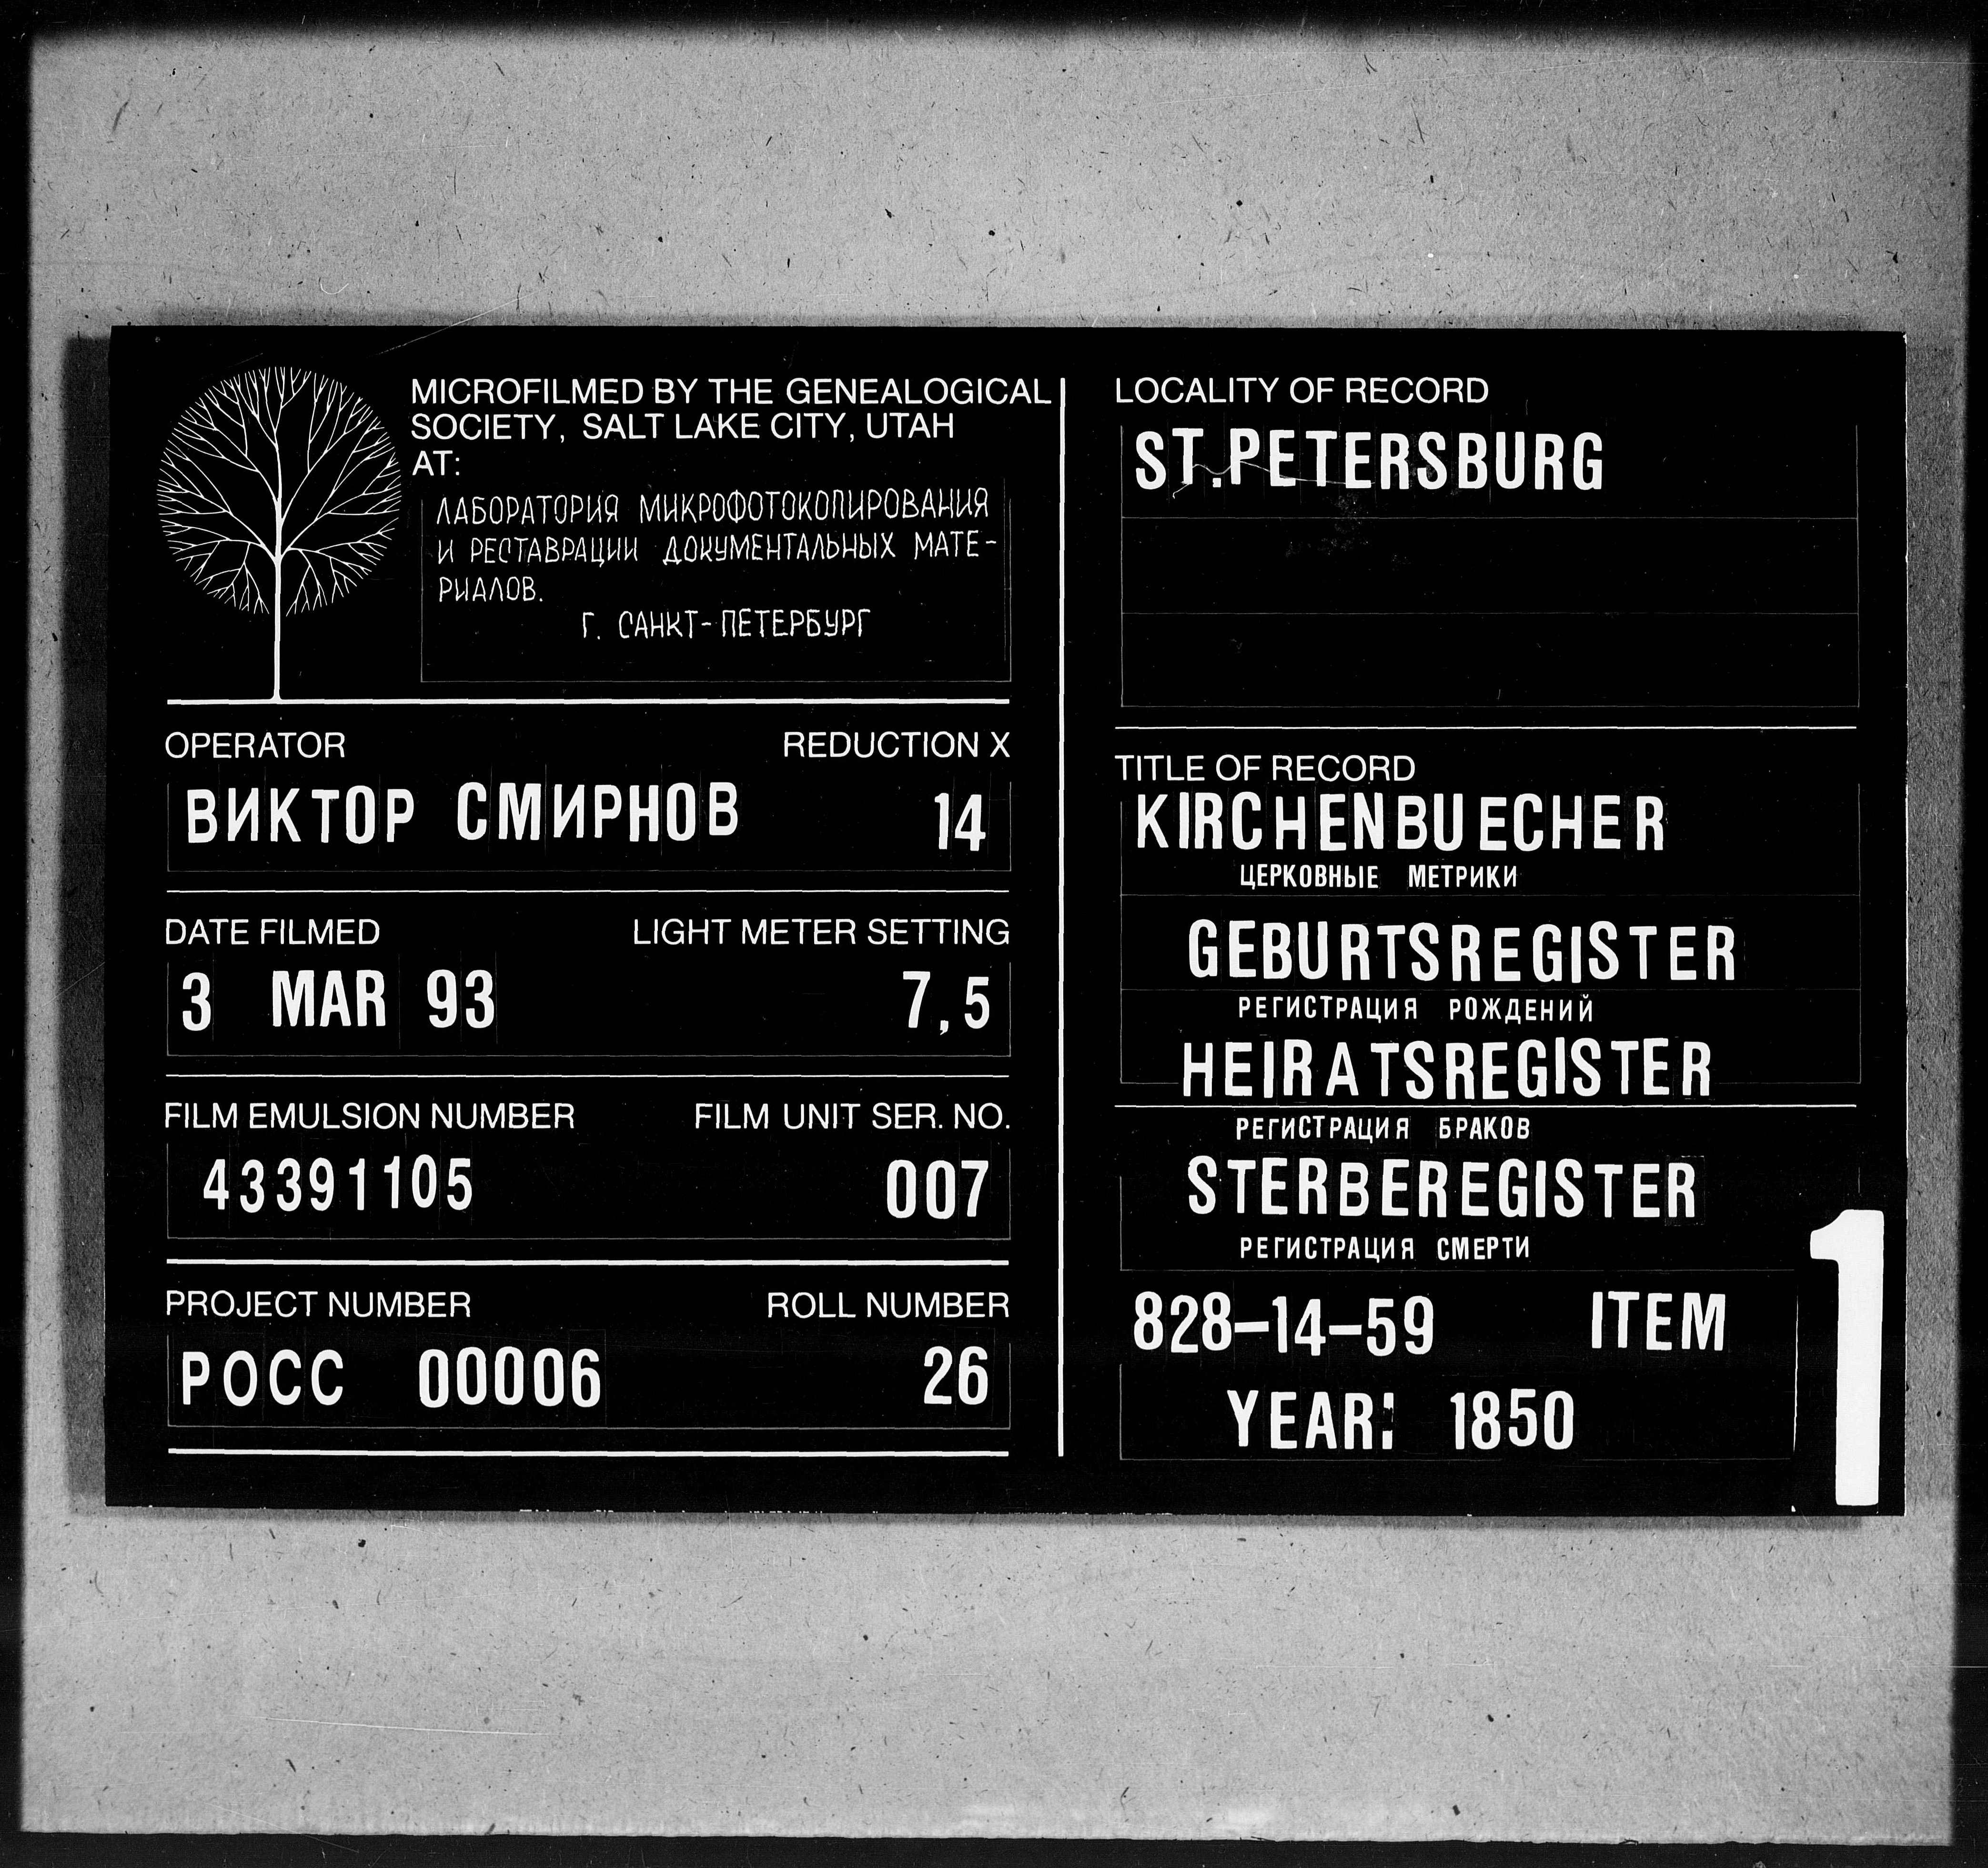 MICROFILMED BY THE GENEALOGICAL
SOCIETY, SALT LAKE CITY, UTAH
AT:
ЛАБОРАТОРИЯ МИКРОФОТОКОПИРОВАНИЯ
И РЕСТАВРАЦИИ ДОКУМЕНТАЛЬНЫХ МАТЕ-
РИАЛОВ.
Г. САНКТ-ПЕТЕРБУРГ
OPERATOR REDUCTION X
ВИКТОР СМИРНОВ 14
DATE FILMED LIGHT METER SETTING
3 MAR 93 7,5
FILM EMULSION NUMBER FILM UNIT SER. NO.
43391105 007
PROJECT NUMBER ROLL NUMBER
РОСС 00006 26
LOCALITY OF RECORD
ST.PETERSBURG
TITLE OF RECORD
KIRCHENBUECHER
ЦЕРКОВНЫЕ МЕТРИКИ
GEBURTSREGISTER
РЕГИСТРАЦИЯ РОЖДЕНИЙ
HEIRATSREGISTER
РЕГИСТРАЦИЯ БРАКОВ
STERBEREGISTER
РЕГИСТРАЦИЯ СМЕРТИ
828-14-59 ITEM 1
YEAR: 1850